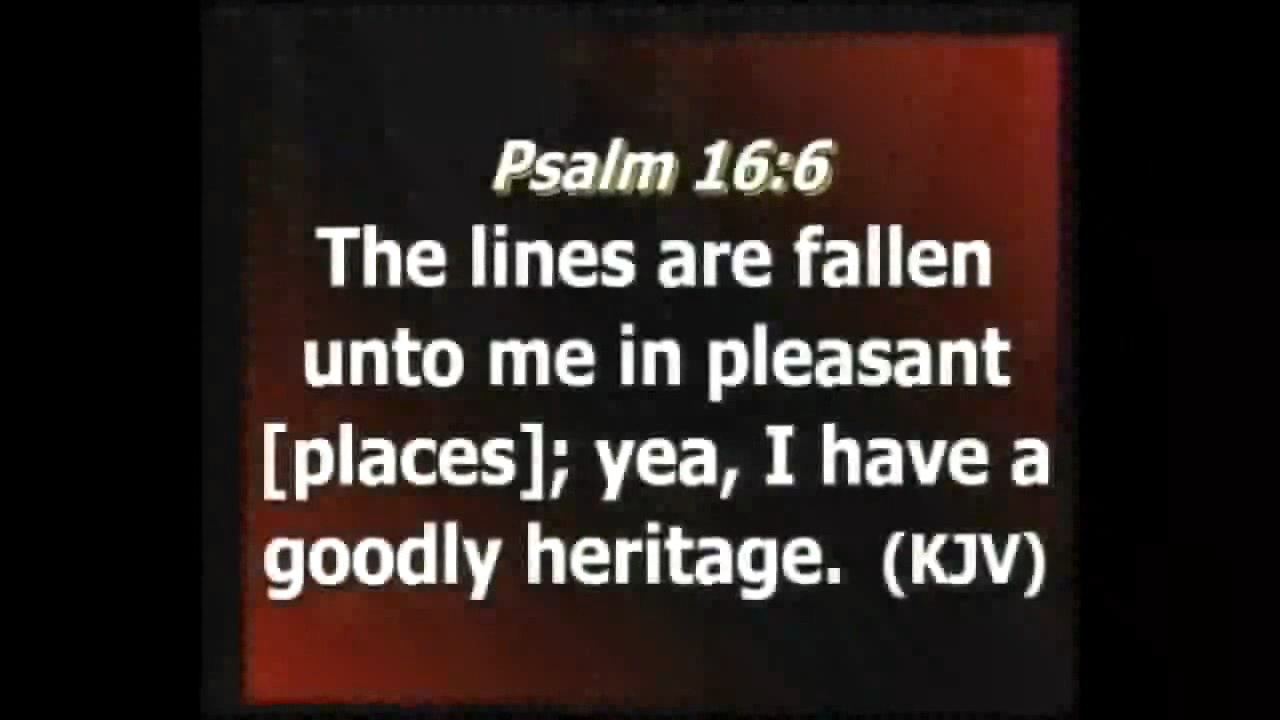 Psalm 16:6
The lines are fallen
unto me in pleasant
[places]; yea, I have a
goodly heritage. (KJV)